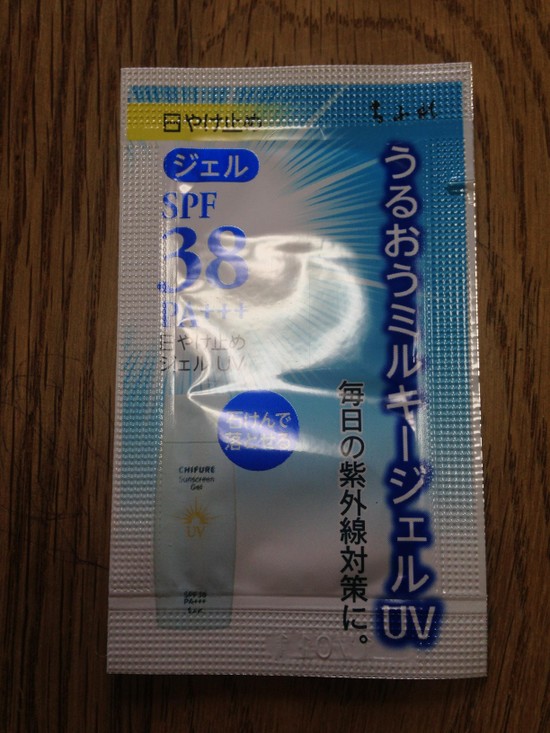 日やけ止め
ちふれ
ジェル
SPF
38
PA+++
日やけ止め
ジェル UV
うるおうミルキージェルUV
毎日の紫外線対策に。
石けんで
落とせる
CHIFURE
Sunscreen
Gel
UV
SPF38
PA+++